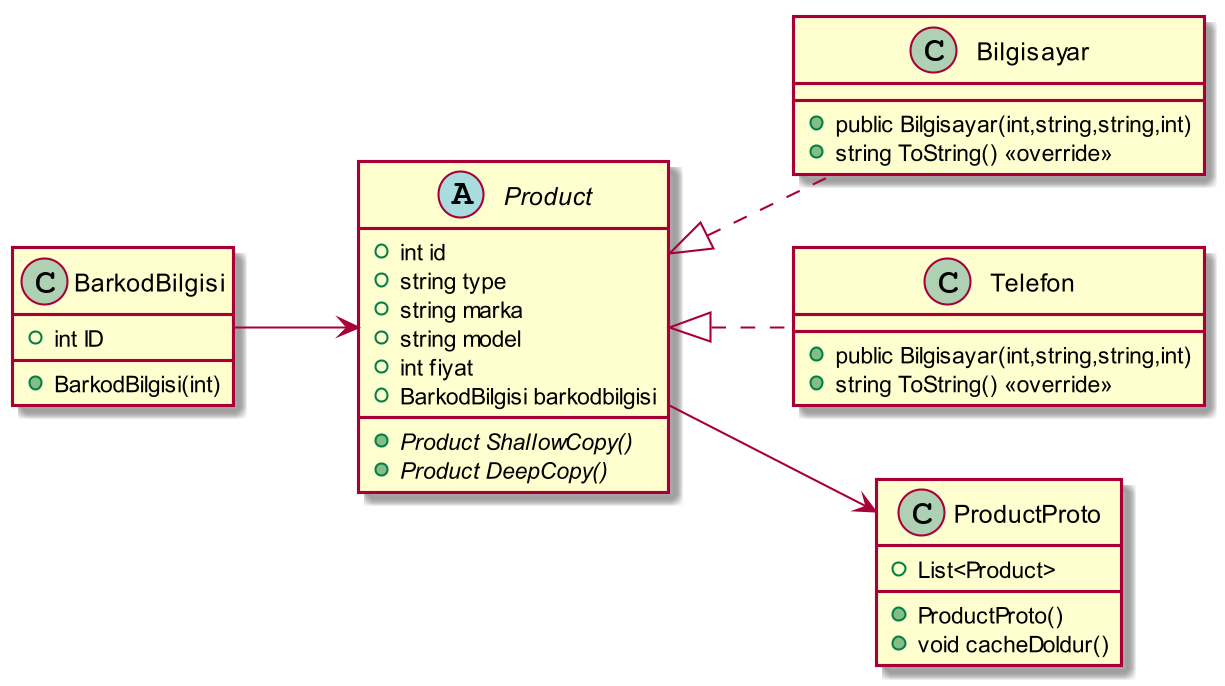 C BarkodBilgisi
int ID
BarkodBilgisi(int)
A Product
int id
string type
string marka
string model
int fiyat
BarkodBilgisi barkodbilgisi
Product ShallowCopy()
Product DeepCopy()
C Bilgisayar
public Bilgisayar(int,string,string,int)
string ToString() «override»
C Telefon
public Bilgisayar(int,string,string,int)
string ToString() «override»
C ProductProto
List<Product>
ProductProto()
void cacheDoldur()